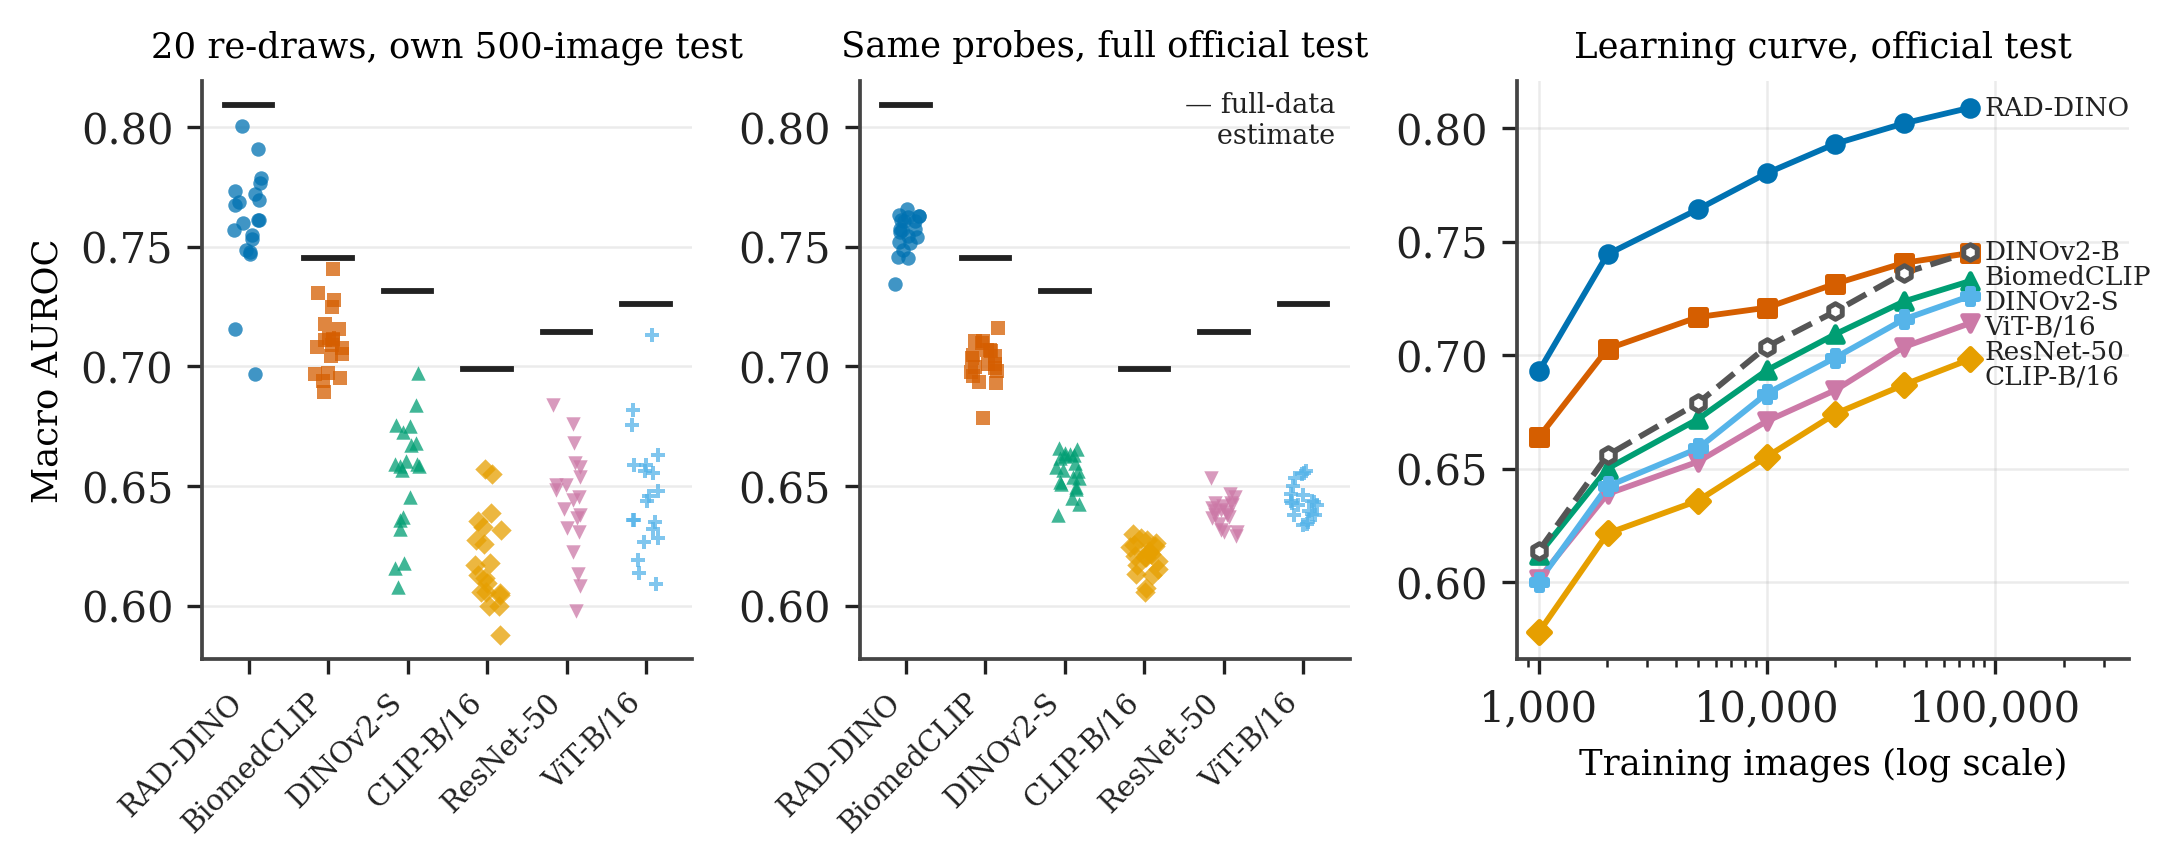 20 re-draws, own 500-image test
Macro AUROC
0.80
0.75
0.70
0.65
0.60
RAD-DINO
BiomedCLIP
DINOv2-S
CLIP-B/16
ResNet-50
ViT-B/16
Same probes, full official test
— full-data
estimate
0.80
0.75
0.70
0.65
0.60
RAD-DINO
BiomedCLIP
DINOv2-S
CLIP-B/16
ResNet-50
ViT-B/16
Learning curve, official test
0.80
0.75
0.70
0.65
0.60
RAD-DINO
DINOv2-B
BiomedCLIP
DINOv2-S
ViT-B/16
ResNet-50
CLIP-B/16
1,000
10,000
100,000
Training images (log scale)